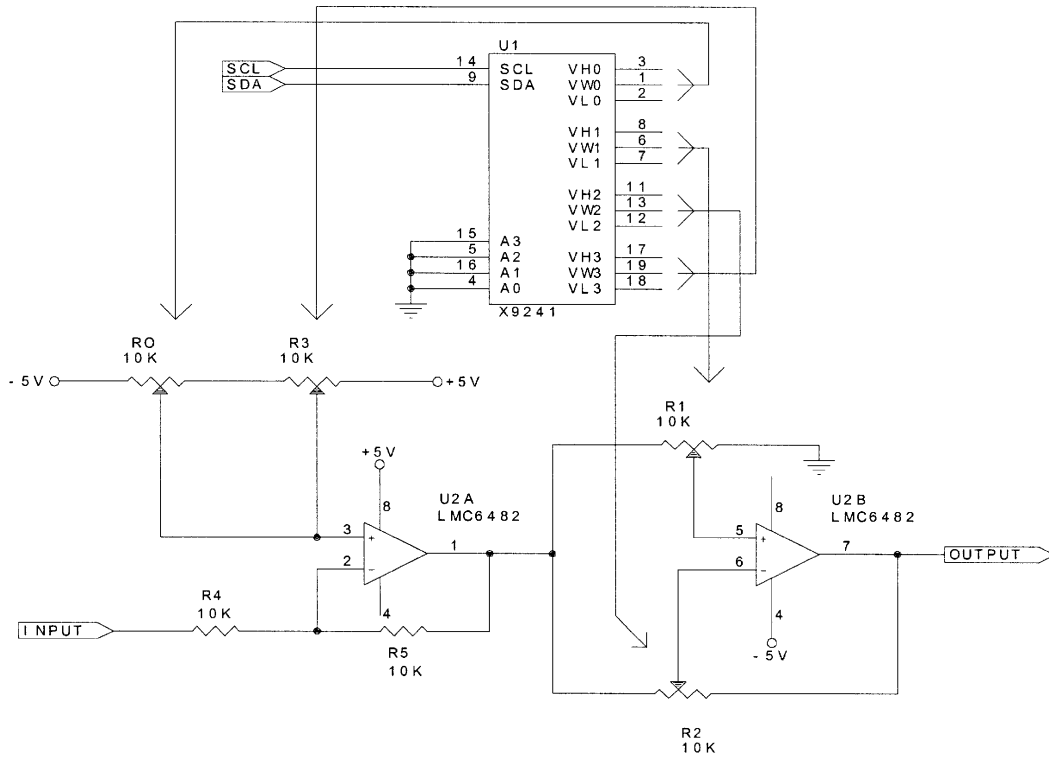 U1
SCL
SDA
14
9
SCL
SDA
VH0
VW0
VL0
3
1
2
VH1
VW1
VL1
8
6
7
VH2
VW2
VL2
11
13
12
VH3
VW3
VL3
17
19
18
15
5
16
4
A3
A2
A1
A0
X9241
R0
10K
R3
10K
-5V
+5V
R1
10K
+5V
8
U2A
LMC6482
3
+
2
-
1
4
8
U2B
LMC6482
5
+
6
-
7
4
-5V
OUTPUT
R4
10K
INPUT
R5
10K
R2
10K